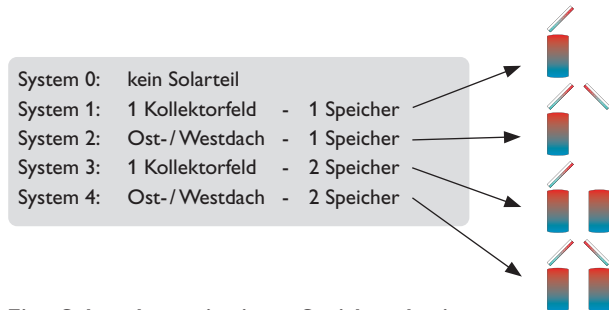 System 0: kein Solarteil
System 1: 1 Kollektorfeld - 1 Speicher
System 2: Ost-/Westdach - 1 Speicher
System 3: 1 Kollektorfeld - 2 Speicher
System 4: Ost-/Westdach - 2 Speicher